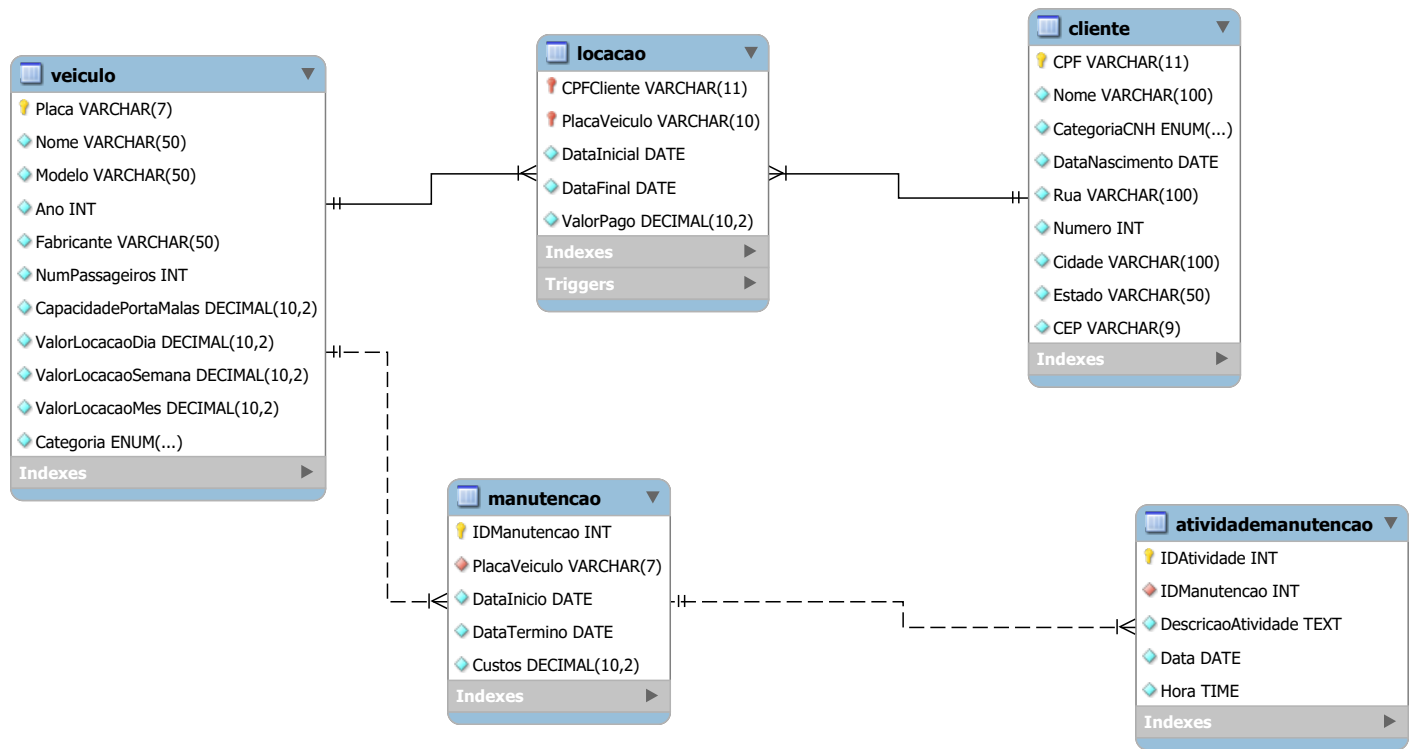 veiculo
Placa VARCHAR(7)
Nome VARCHAR(50)
Modelo VARCHAR(50)
Ano INT
Fabricante VARCHAR(50)
NumPassageiros INT
CapacidadePortaMalas DECIMAL(10,2)
ValorLocacaoDia DECIMAL(10,2)
ValorLocacaoSemana DECIMAL(10,2)
ValorLocacaoMes DECIMAL(10,2)
Categoria ENUM(...)
Indexes
locacao
CPFCliente VARCHAR(11)
PlacaVeiculo VARCHAR(10)
DataInicial DATE
DataFinal DATE
ValorPago DECIMAL(10,2)
Indexes
Triggers
cliente
CPF VARCHAR(11)
Nome VARCHAR(100)
CategoriaCNH ENUM(...)
DataNascimento DATE
Rua VARCHAR(100)
Numero INT
Cidade VARCHAR(100)
Estado VARCHAR(50)
CEP VARCHAR(9)
Indexes
manutencao
IDManutencao INT
PlacaVeiculo VARCHAR(7)
DataInicio DATE
DataTermino DATE
Custos DECIMAL(10,2)
Indexes
atividademanutencao
IDAtividade INT
IDManutencao INT
DescricaoAtividade TEXT
Data DATE
Hora TIME
Indexes